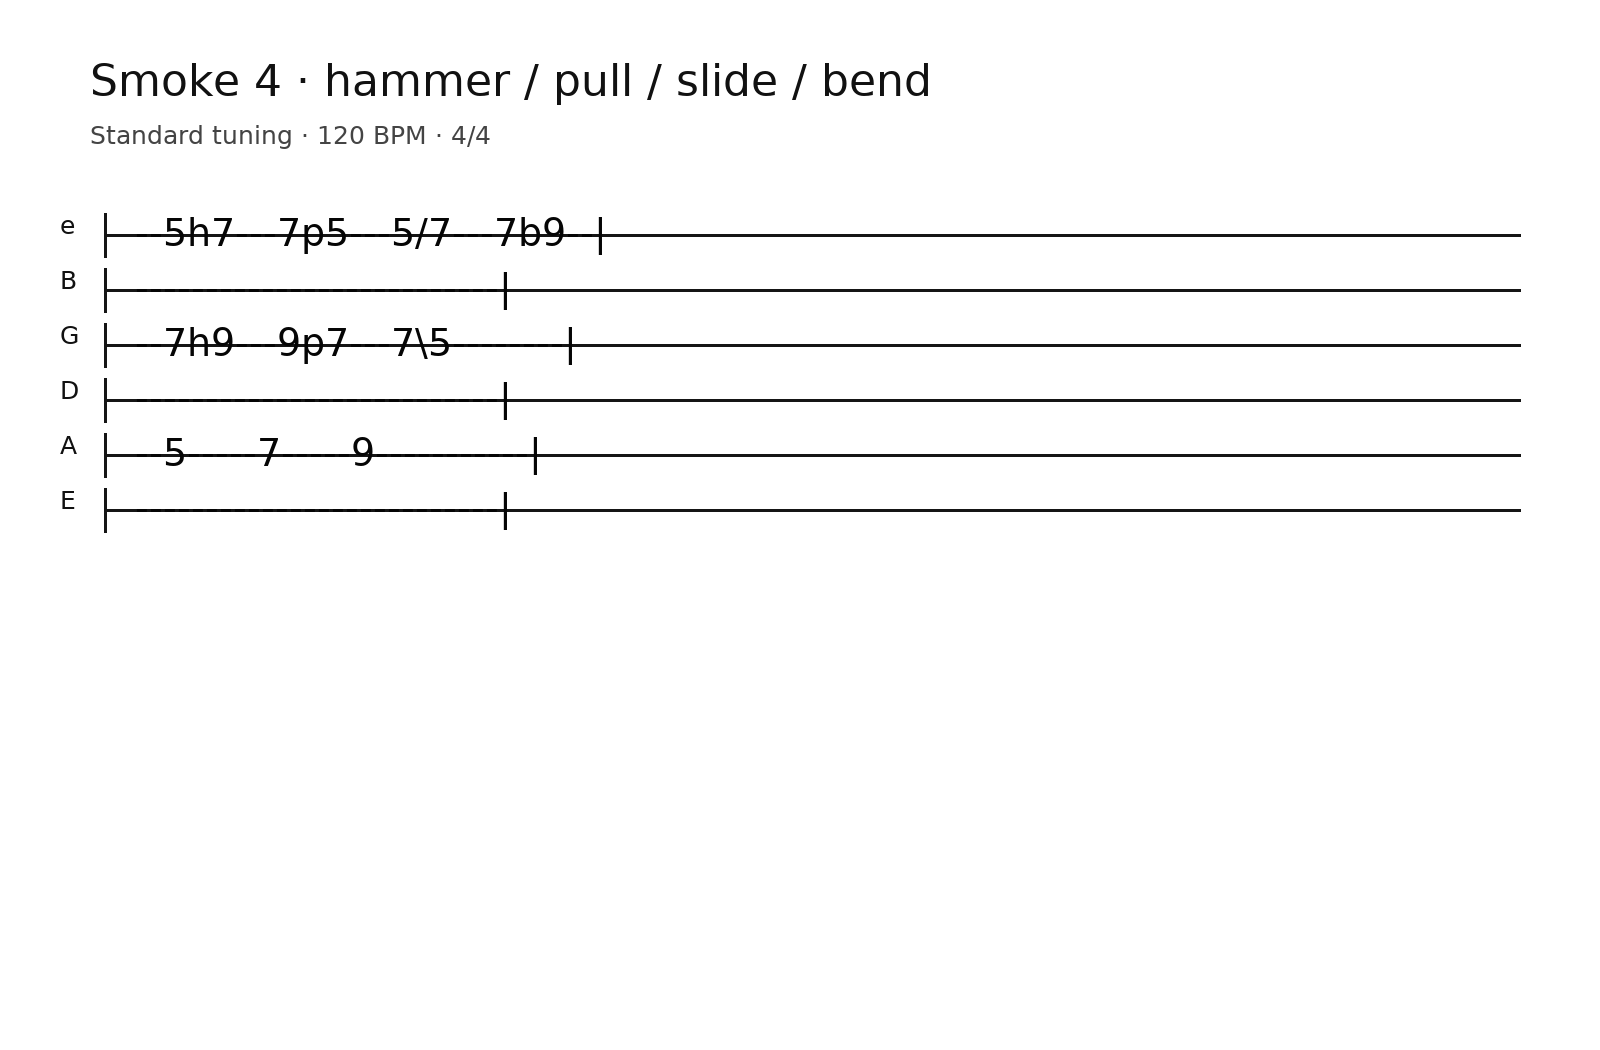 Smoke 4 · hammer / pull / slide / bend
Standard tuning · 120 BPM · 4/4
e |--5h7---7p5---5/7---7b9--|
B |--------------------------|
G |--7h9---9p7---7\5--------|
D |--------------------------|
A |--5-----7-----9-----------|
E |--------------------------|